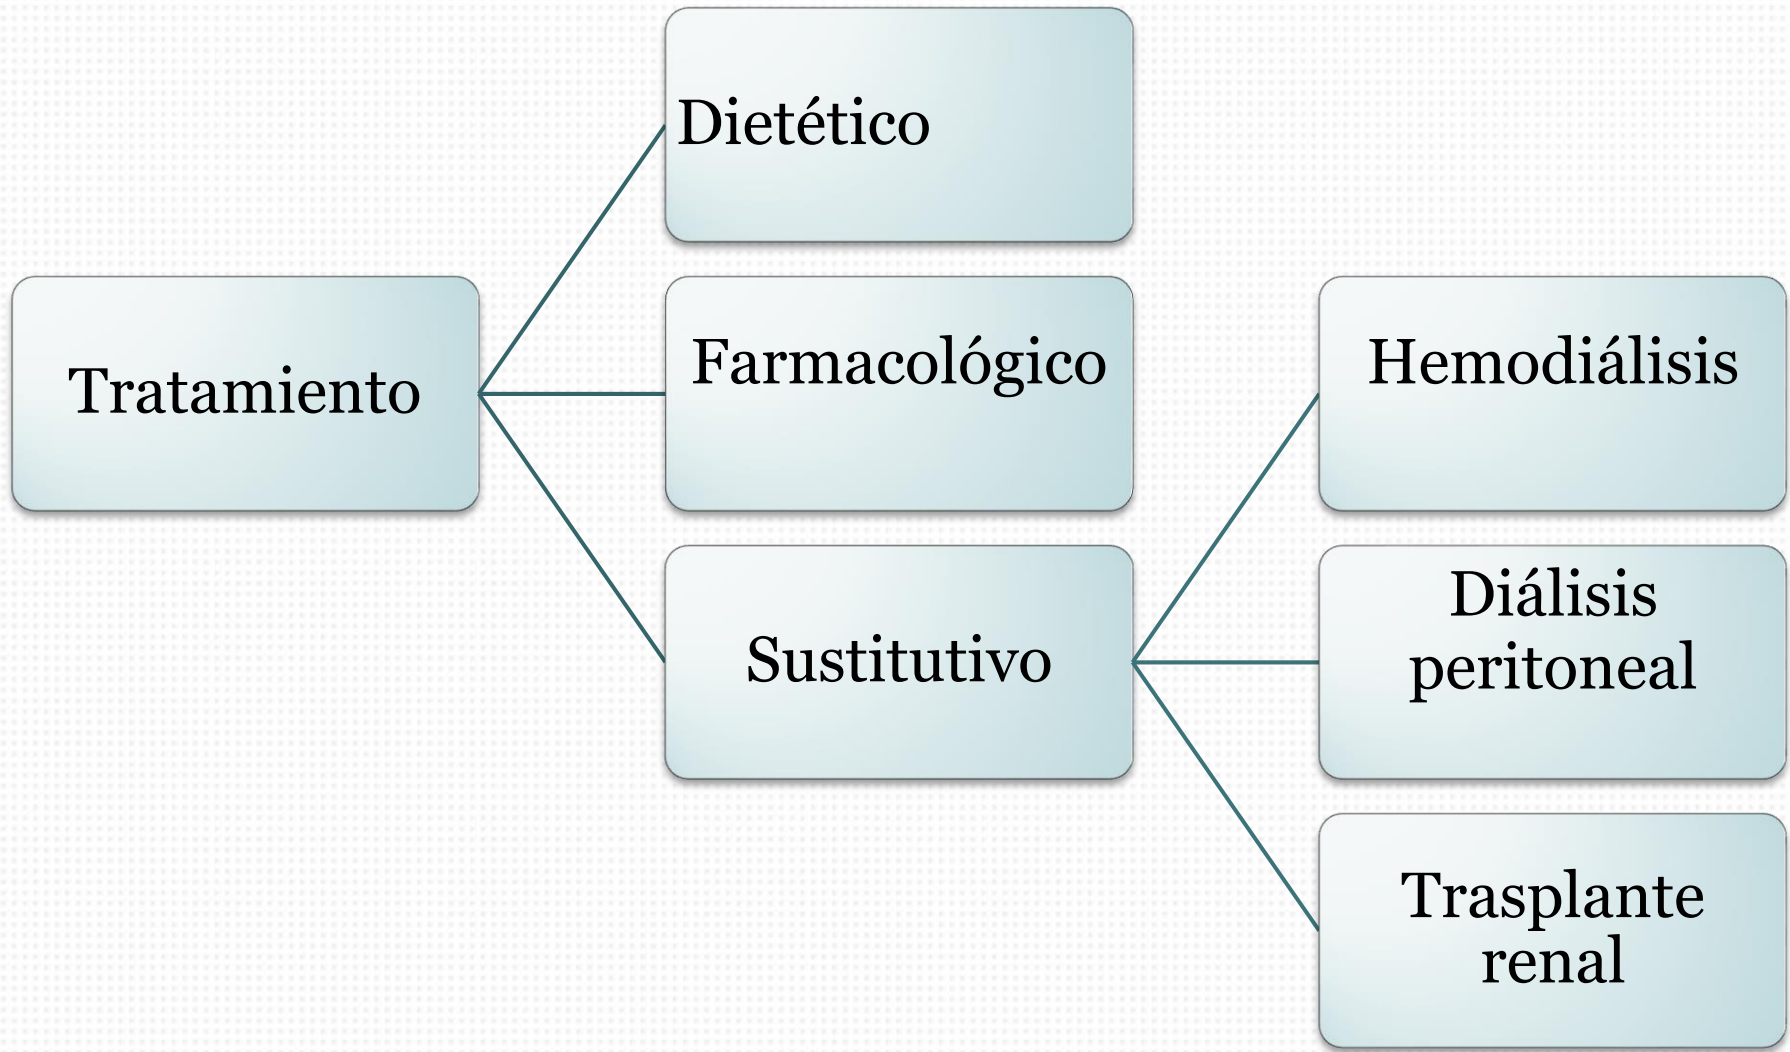 Dietético
Tratamiento
Farmacológico
Hemodiálisis
Sustitutivo
Diálisis
peritoneal
Trasplante
renal